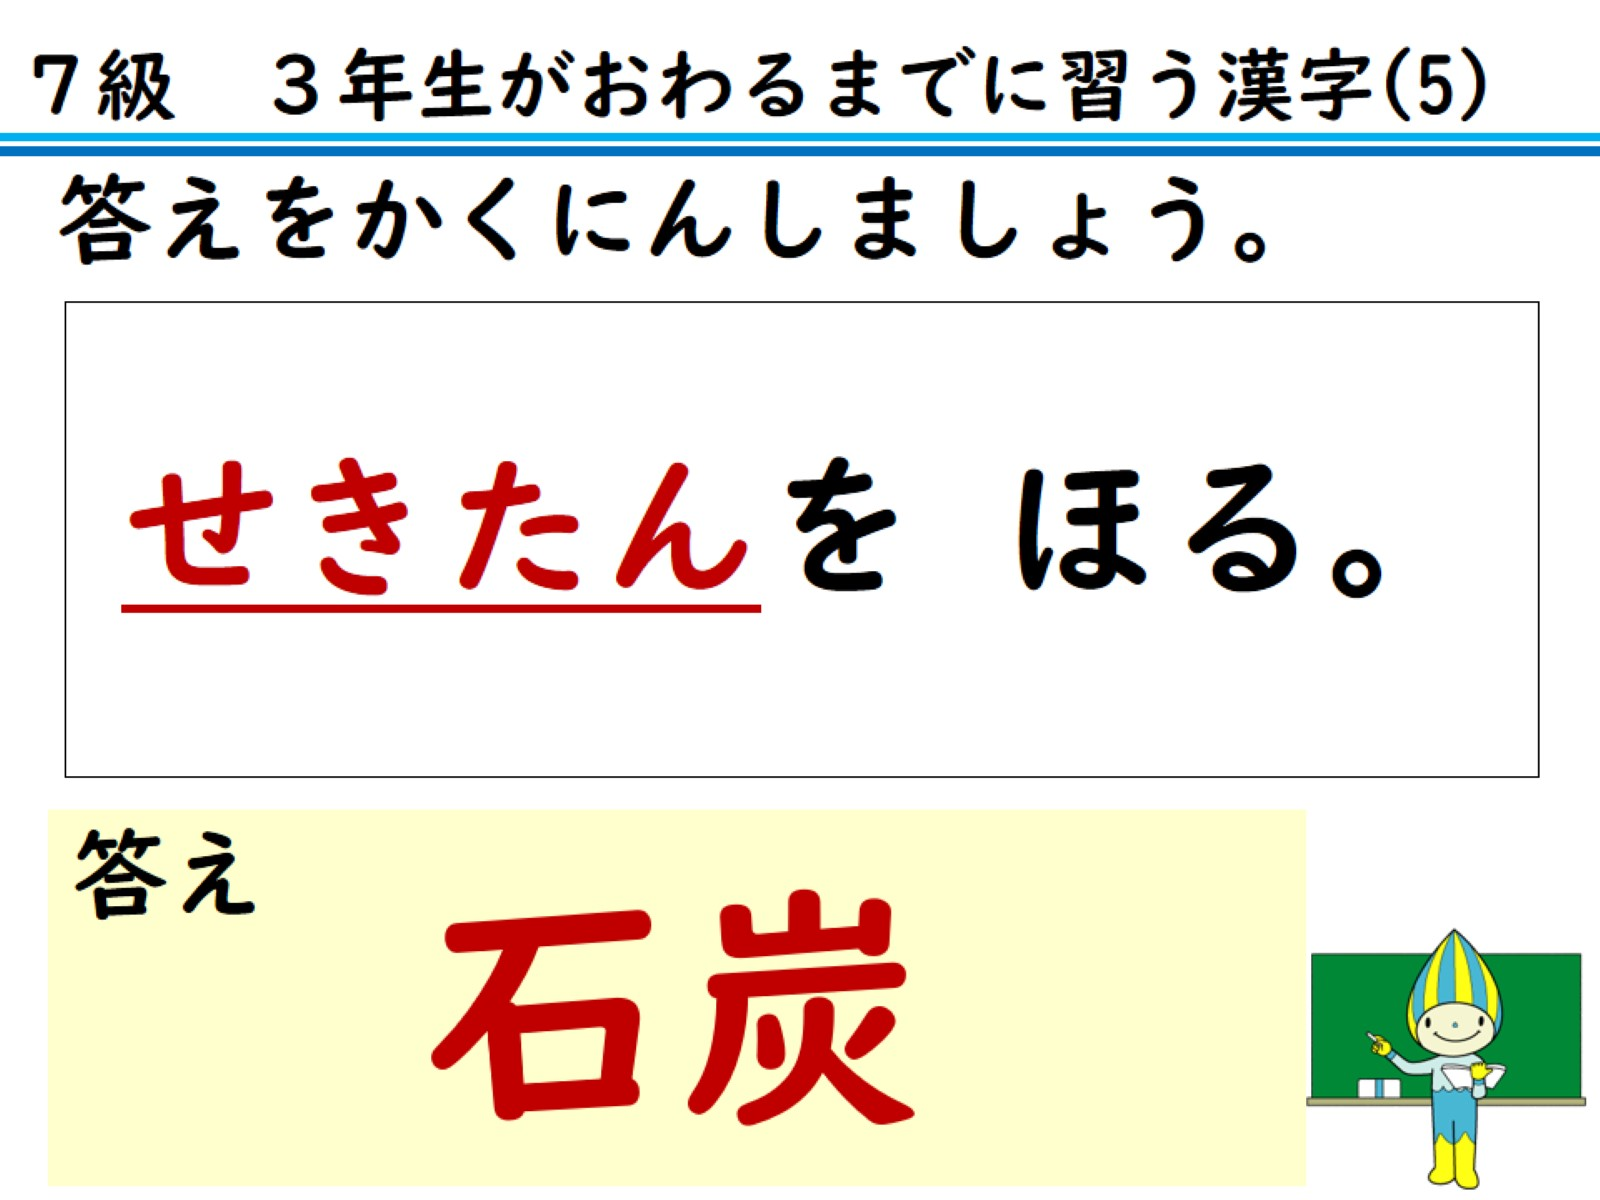 ７級　３年生がおわるまでに習う漢字(5)
答えをかくにんしましょう。
せきたんを ほる。
答え
石炭